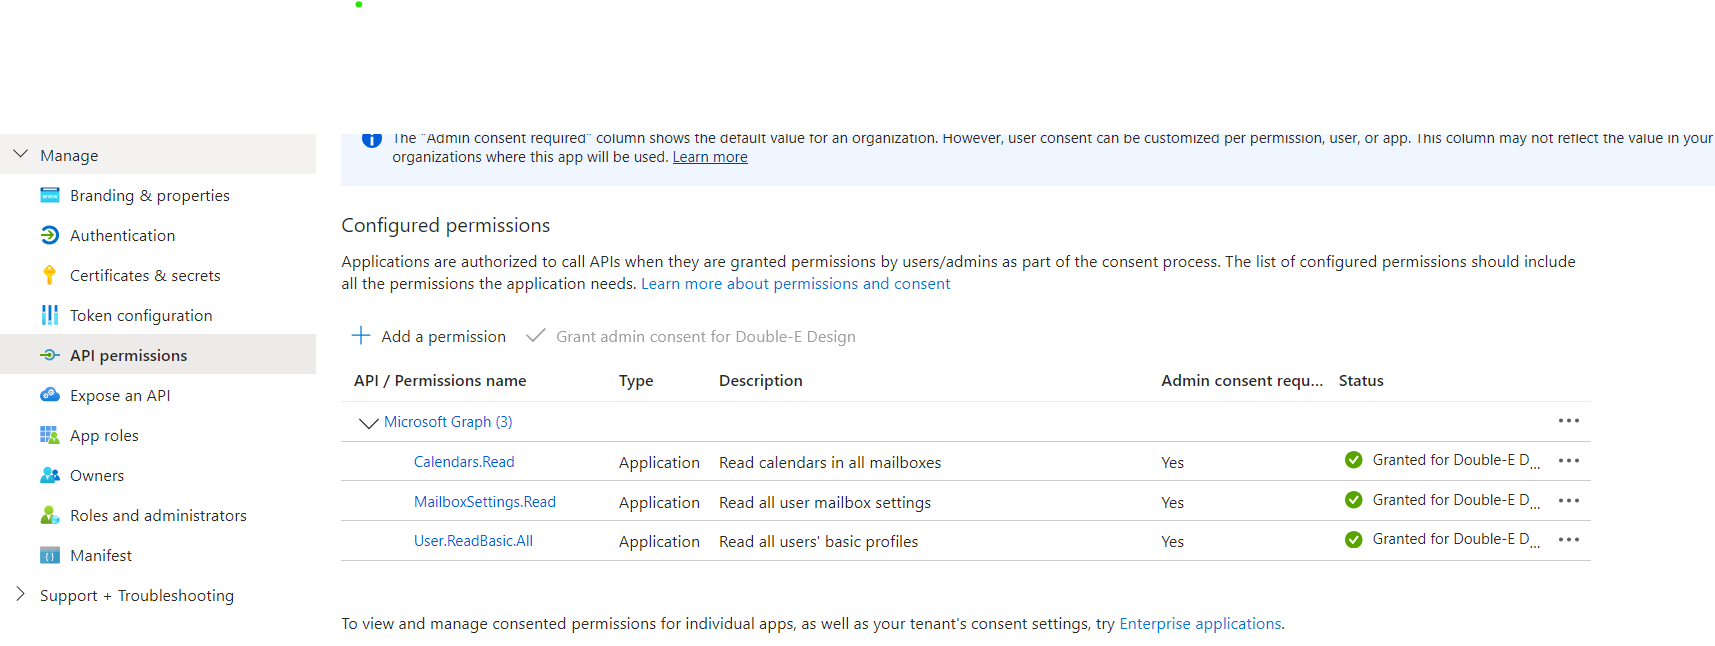 The "Admin consent required" column shows the default value for an organization. However, user consent can be customized per permission, user, or app. This column may not reflect the value in your
organizations where this app will be used. Learn more
Manage
Branding & properties
Authentication
Certificates & secrets
Token configuration
API permissions
Expose an API
App roles
Owners
Roles and administrators
Manifest
Support + Troubleshooting
Configured permissions
Applications are authorized to call APIs when they are granted permissions by users/admins as part of the consent process. The list of configured permissions should include
all the permissions the application needs. Learn more about permissions and consent
Add a permission Grant admin consent for Double-E Design
API / Permissions name Type Description Admin consent requ... Status
Microsoft Graph (3)
Calendars.Read Application Read calendars in all mailboxes Yes Granted for Double-E D...
MailboxSettings.Read Application Read all user mailbox settings Yes Granted for Double-E D...
User.ReadBasic.All Application Read all users' basic profiles Yes Granted for Double-E D...
To view and manage consented permissions for individual apps, as well as your tenant's consent settings, try Enterprise applications.